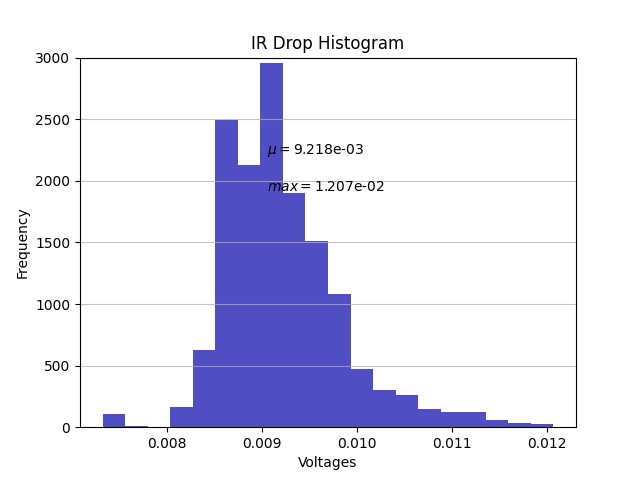 IR Drop Histogram
3000
2500
2000
1500
1000
500
0
Frequency
μ = 9.218e-03
max = 1.207e-02
0.008 0.009 0.010 0.011 0.012
Voltages